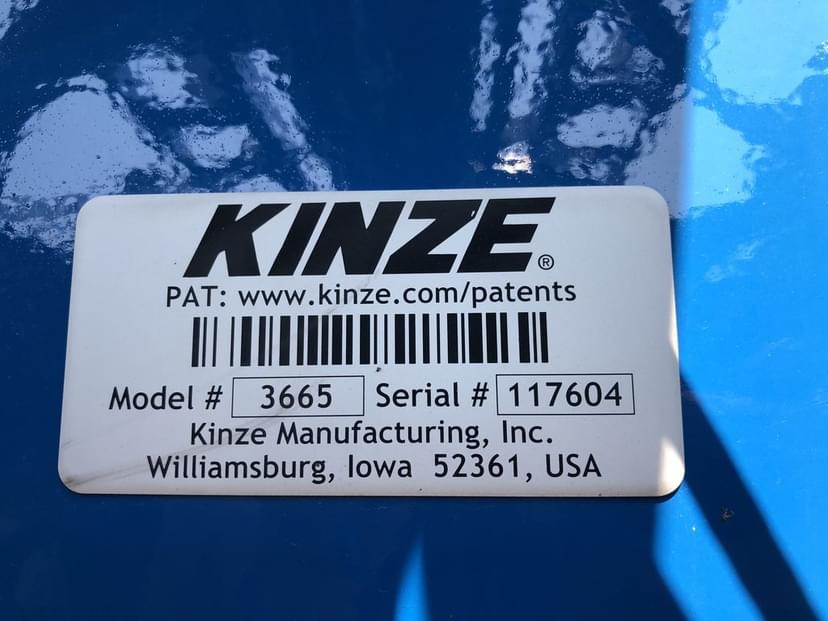 KINZE®
PAT: www.kinze.com/patents
Model # 3665 Serial # 117604
Kinze Manufacturing, Inc.
Williamsburg, Iowa 52361, USA